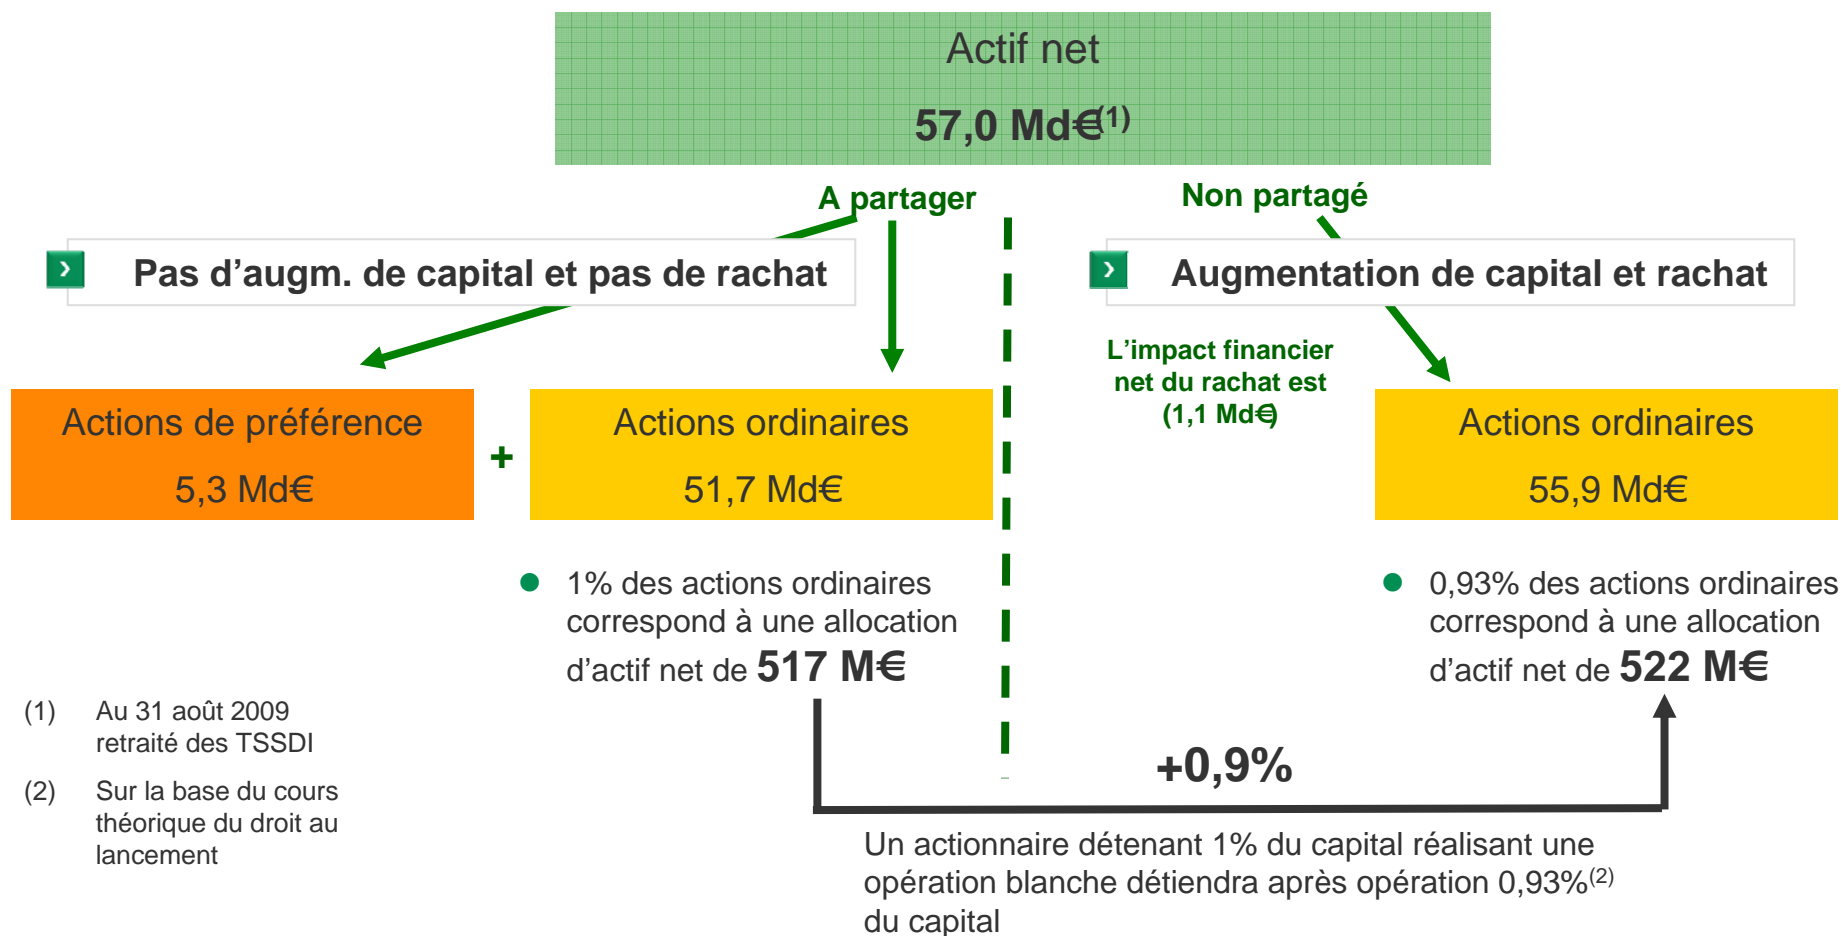 Actif net
57,0 Md€(1)
A partager
Non partagé
Pas d’augm. de capital et pas de rachat
Augmentation de capital et rachat
L’impact financier
net du rachat est
(1,1 Md€)
Actions de préférence
5,3 Md€
+
Actions ordinaires
51,7 Md€
Actions ordinaires
55,9 Md€
1% des actions ordinaires
correspond à une allocation
d’actif net de 517 M€
0,93% des actions ordinaires
correspond à une allocation
d’actif net de 522 M€
(1) Au 31 août 2009
retraité des TSSDI
(2) Sur la base du cours
théorique du droit au
lancement
+0,9%
Un actionnaire détenant 1% du capital réalisant une
opération blanche détiendra après opération 0,93%(2)
du capital